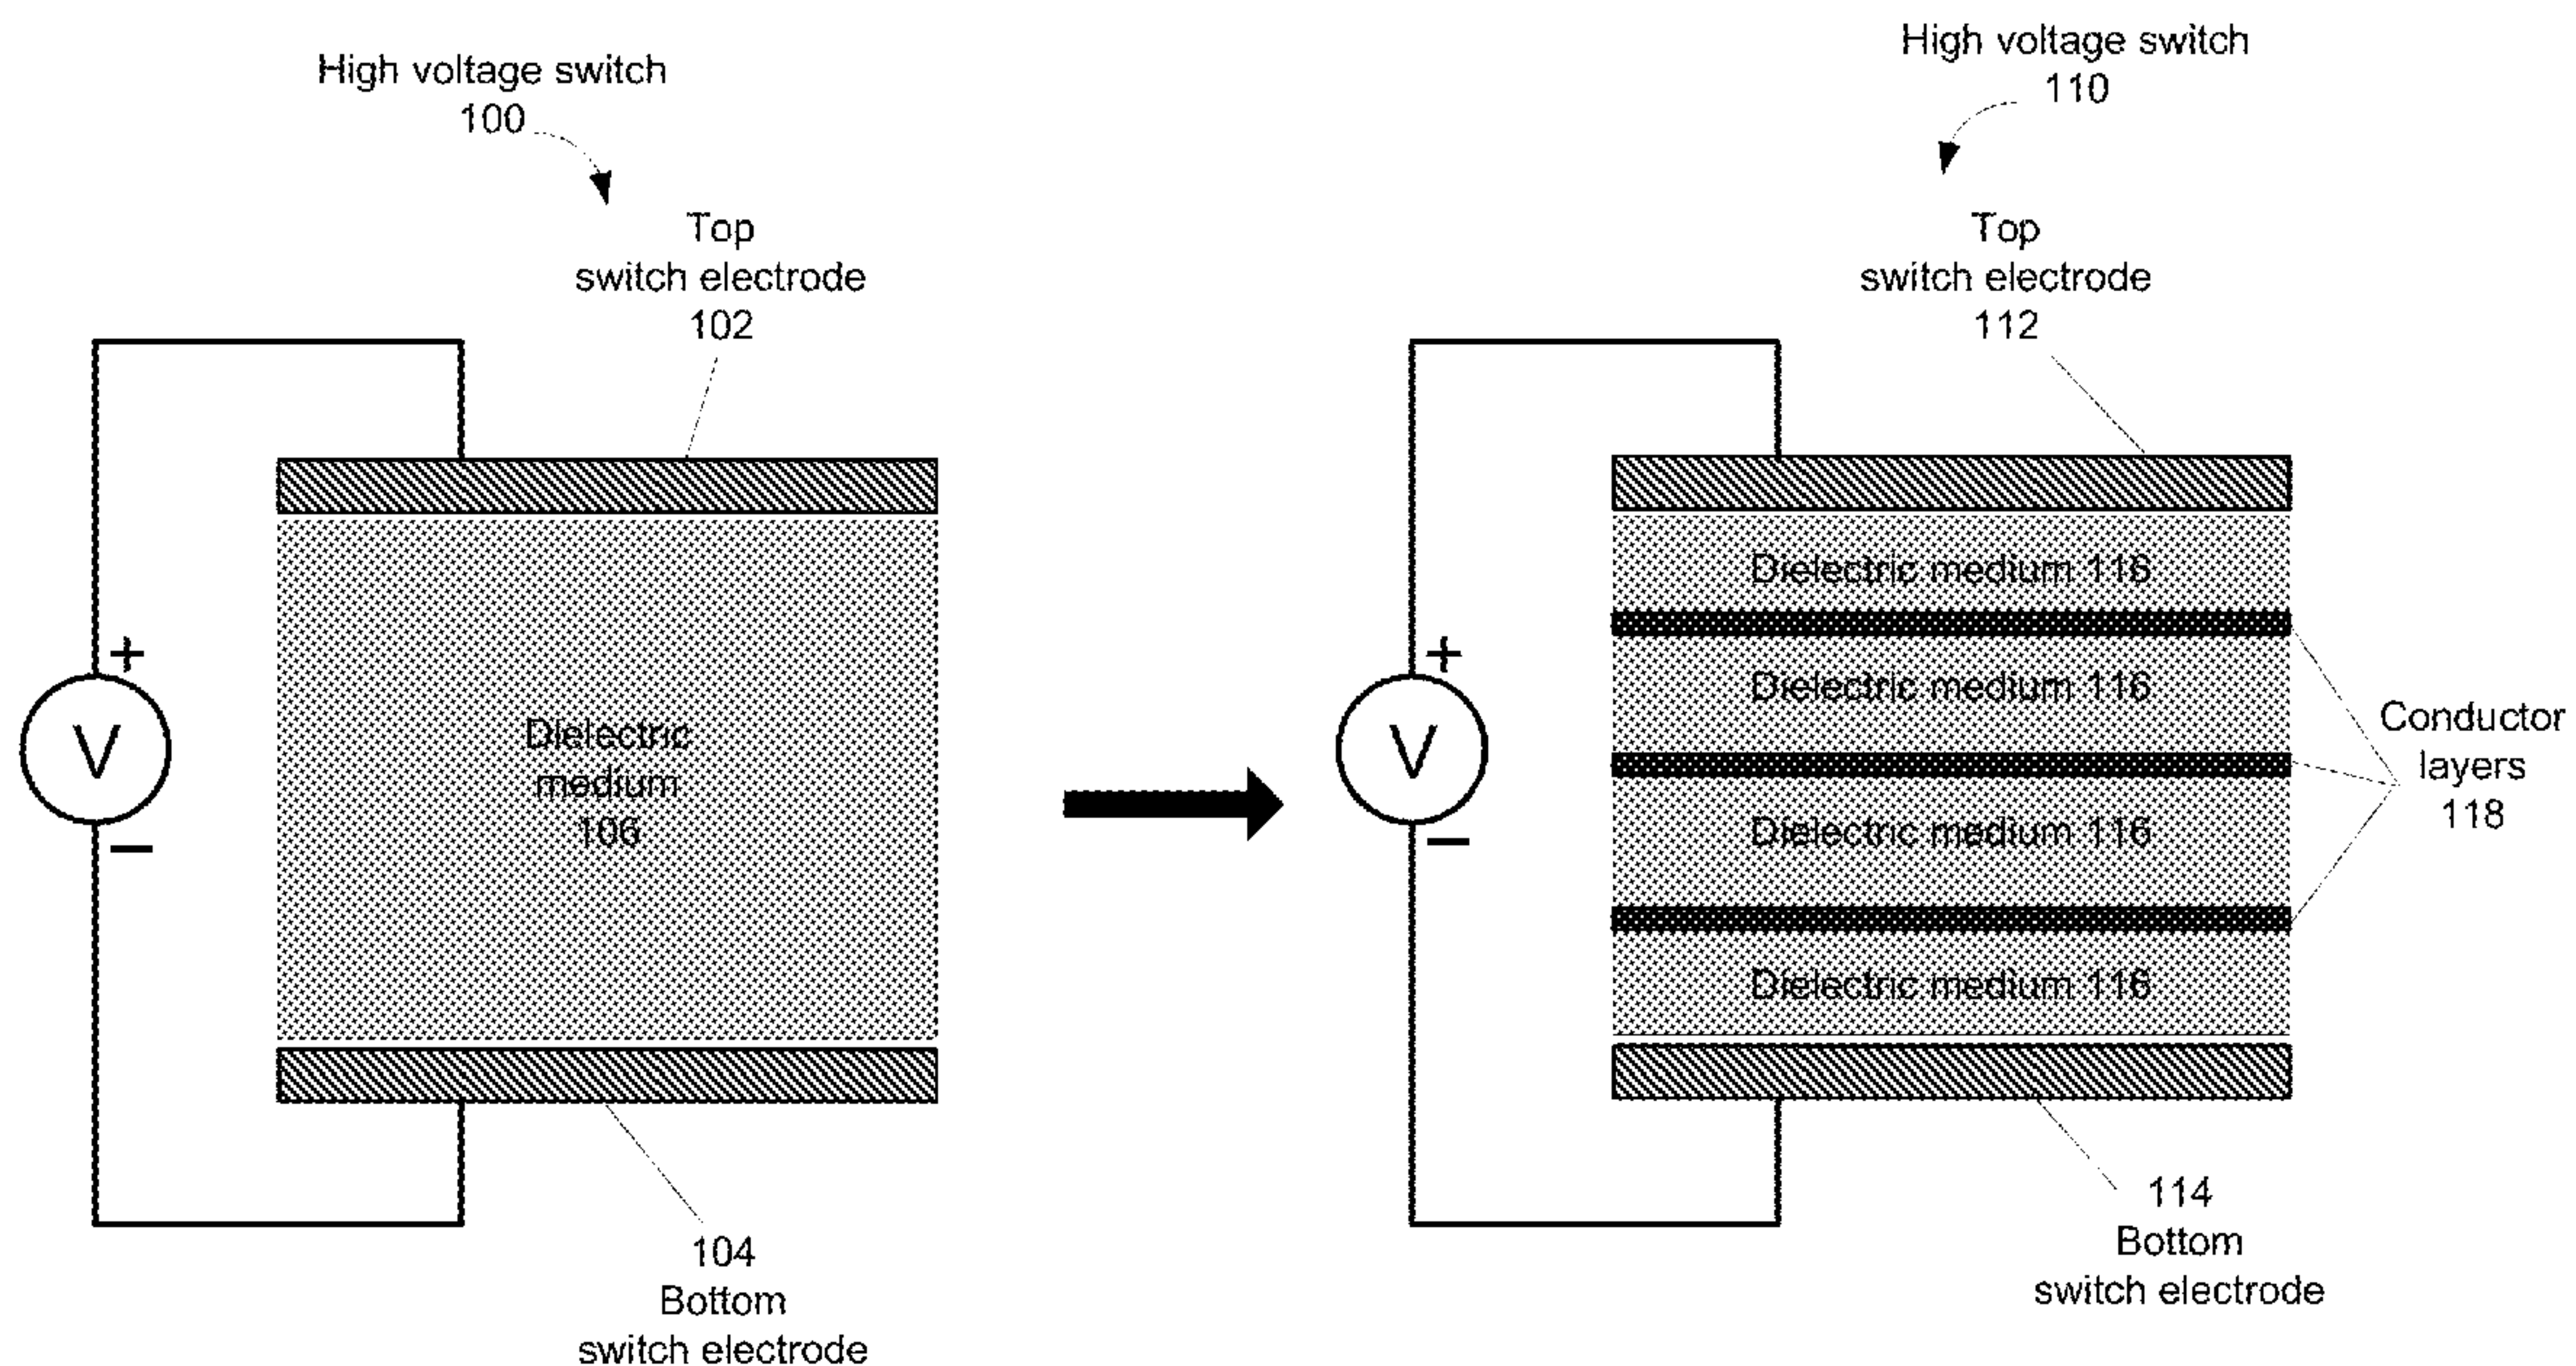 High voltage switch
100
Top
switch electrode
102
+
V
–
Dielectric
medium
106
104
Bottom
switch electrode
High voltage switch
110
Top
switch electrode
112
+
V
–
Dielectric medium 116
Dielectric medium 116
Dielectric medium 116
Dielectric medium 116
Conductor
layers
118
114
Bottom
switch electrode